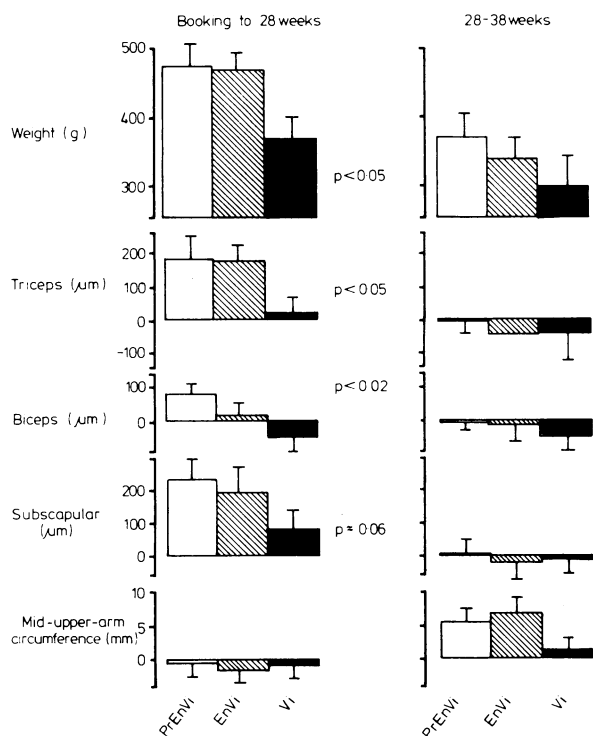 Booking to 28 weeks
28-38 weeks
500
400
300
Weight (g)
p<0·05
200
100
0
-100
Triceps (μm)
p<0·05
100
0
Biceps (μm)
p<0·02
200
100
0
Subscapular
(μm)
p≈0·06
10
5
0
Mid-upper-arm
circumference (mm)
PrEnVi
EnVi
Vi
PrEnVi
EnVi
Vi